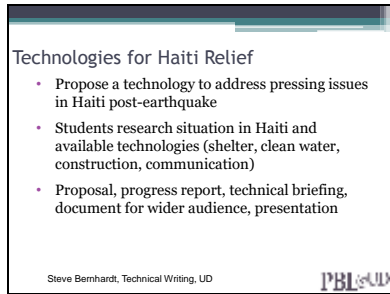 Technologies for Haiti Relief
• Propose a technology to address pressing issues
in Haiti post-earthquake
• Students research situation in Haiti and
available technologies (shelter, clean water,
construction, communication)
• Proposal, progress report, technical briefing,
document for wider audience, presentation
Steve Bernhardt, Technical Writing, UD
PBL@UD